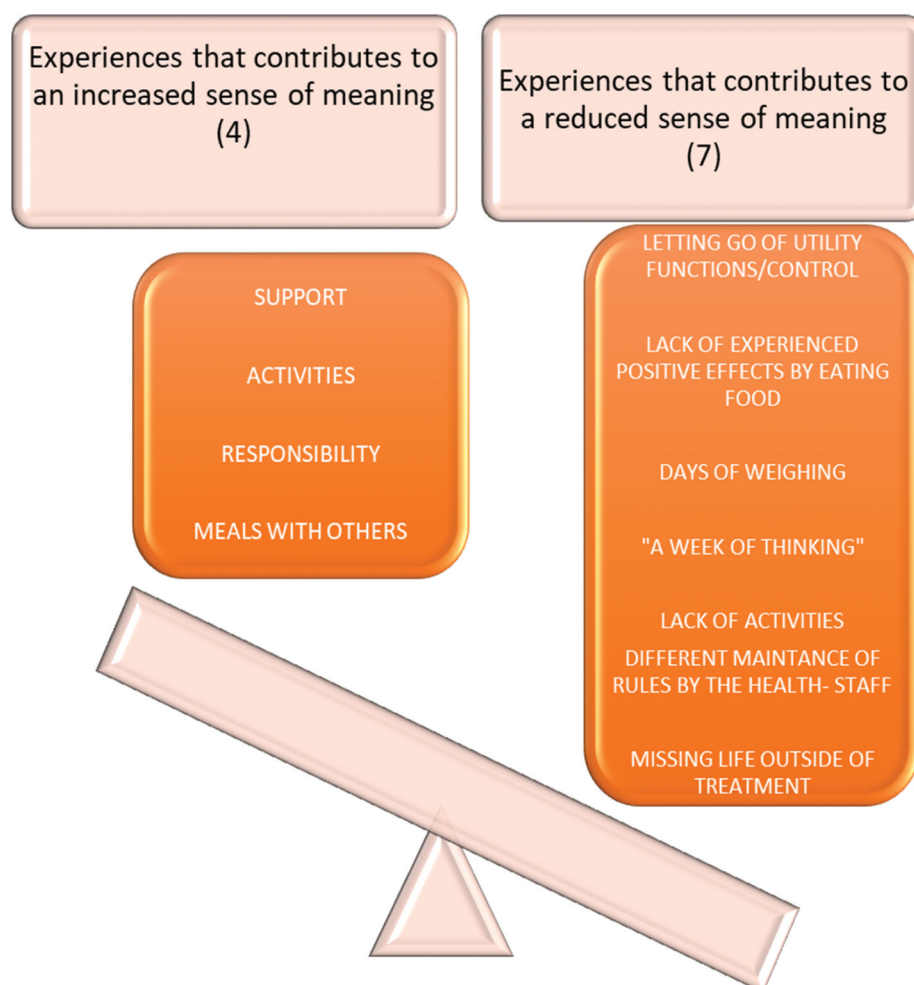 Experiences that contributes to
an increased sense of meaning
(4)
Experiences that contributes to
a reduced sense of meaning
(7)
SUPPORT
ACTIVITIES
RESPONSIBILITY
MEALS WITH OTHERS
LETTING GO OF UTILITY
FUNCTIONS/CONTROL
LACK OF EXPERIENCED
POSITIVE EFFECTS BY EATING
FOOD
DAYS OF WEIGHING
"A WEEK OF THINKING"
LACK OF ACTIVITIES
DIFFERENT MAINTANCE OF
RULES BY THE HEALTH- STAFF
MISSING LIFE OUTSIDE OF
TREATMENT